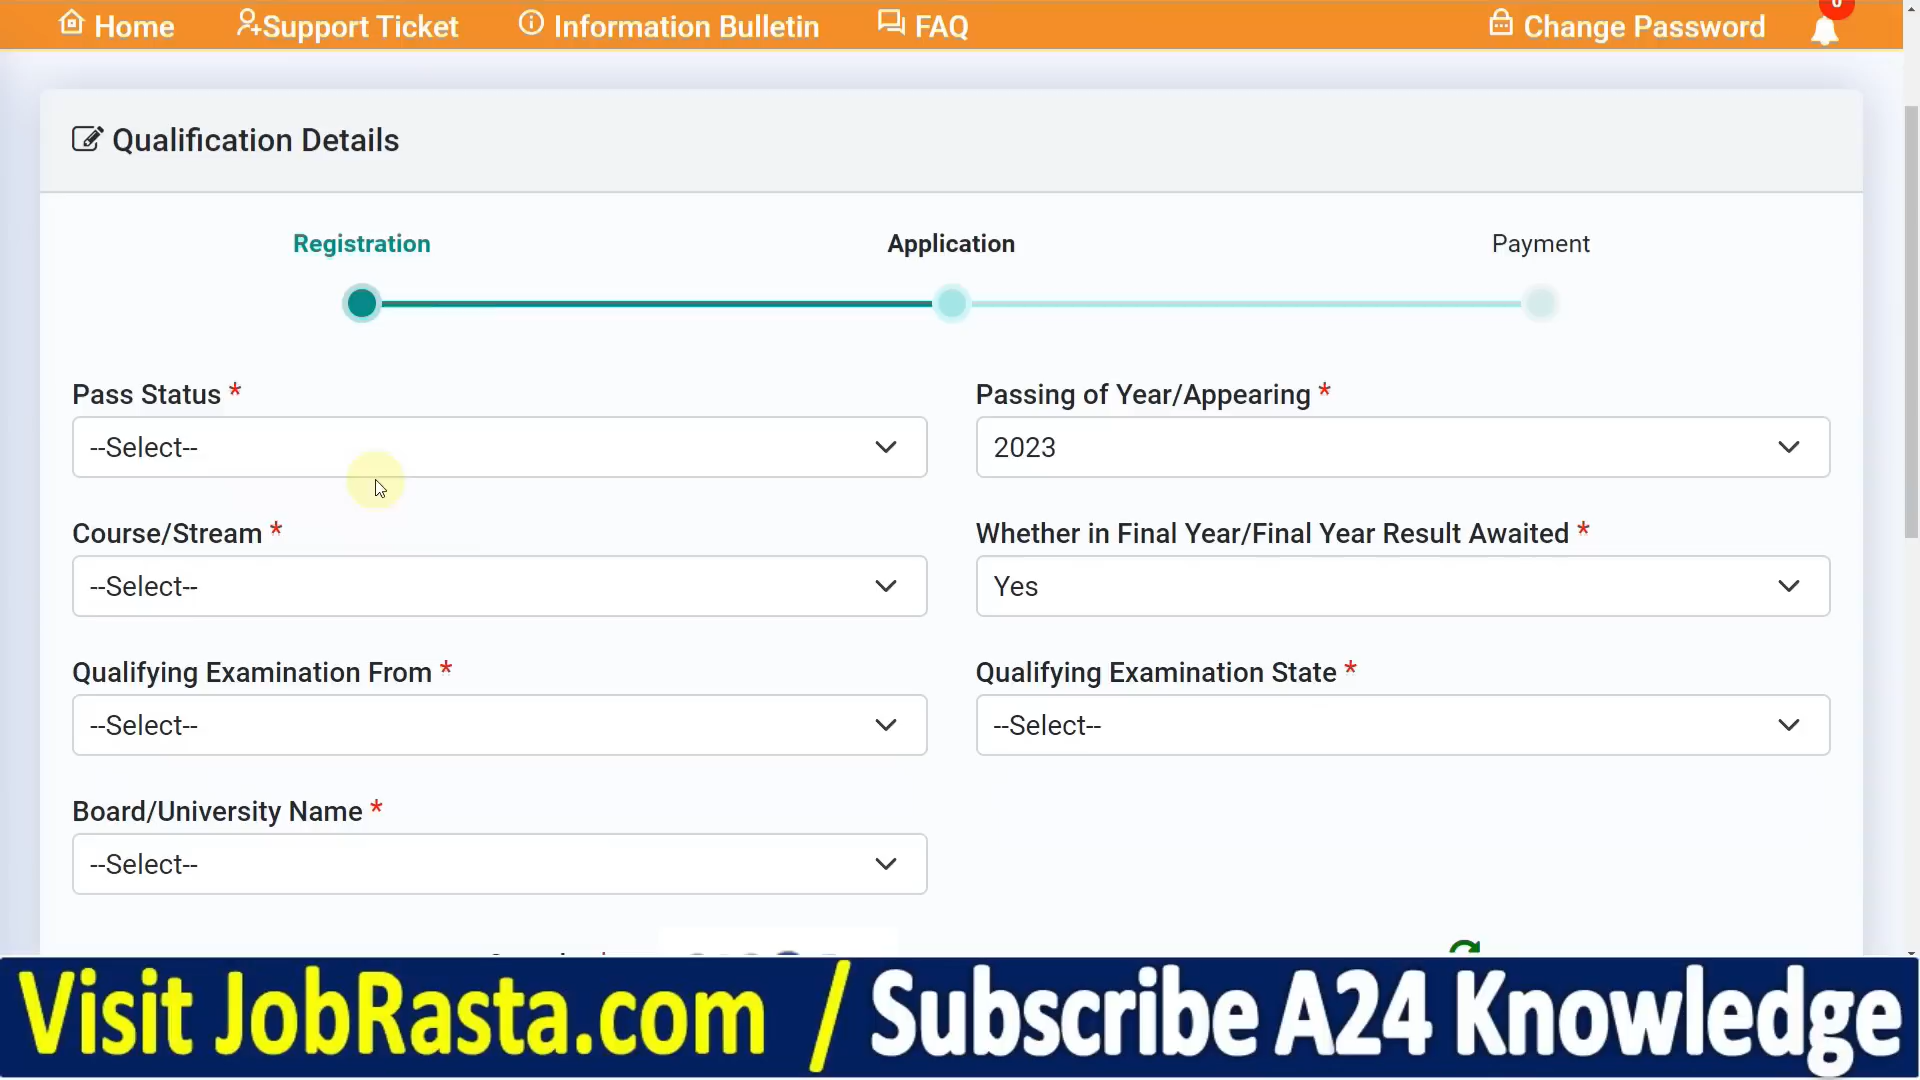 Home Support Ticket Information Bulletin FAQ Change Password 0
Qualification Details
Registration Application Payment
Pass Status * Passing of Year/Appearing *
--Select-- 2023
Course/Stream * Whether in Final Year/Final Year Result Awaited *
--Select-- Yes
Qualifying Examination From * Qualifying Examination State *
--Select-- --Select--
Board/University Name *
--Select--
Visit JobRasta.com / Subscribe A24 Knowledge